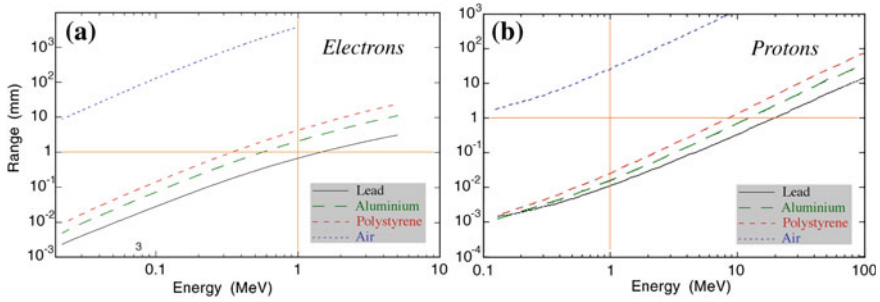 (a)
Electrons
10³
10²
10
1
10⁻¹
10⁻²
10⁻³
Range (mm)
Lead
Aluminium
Polystyrene
Air
3
0.1
1
10
Energy (MeV)
(b)
Protons
10³
10²
10
1
10⁻¹
10⁻²
10⁻³
10⁻⁴
Lead
Aluminium
Polystyrene
Air
0.1
1
10
100
Energy (MeV)